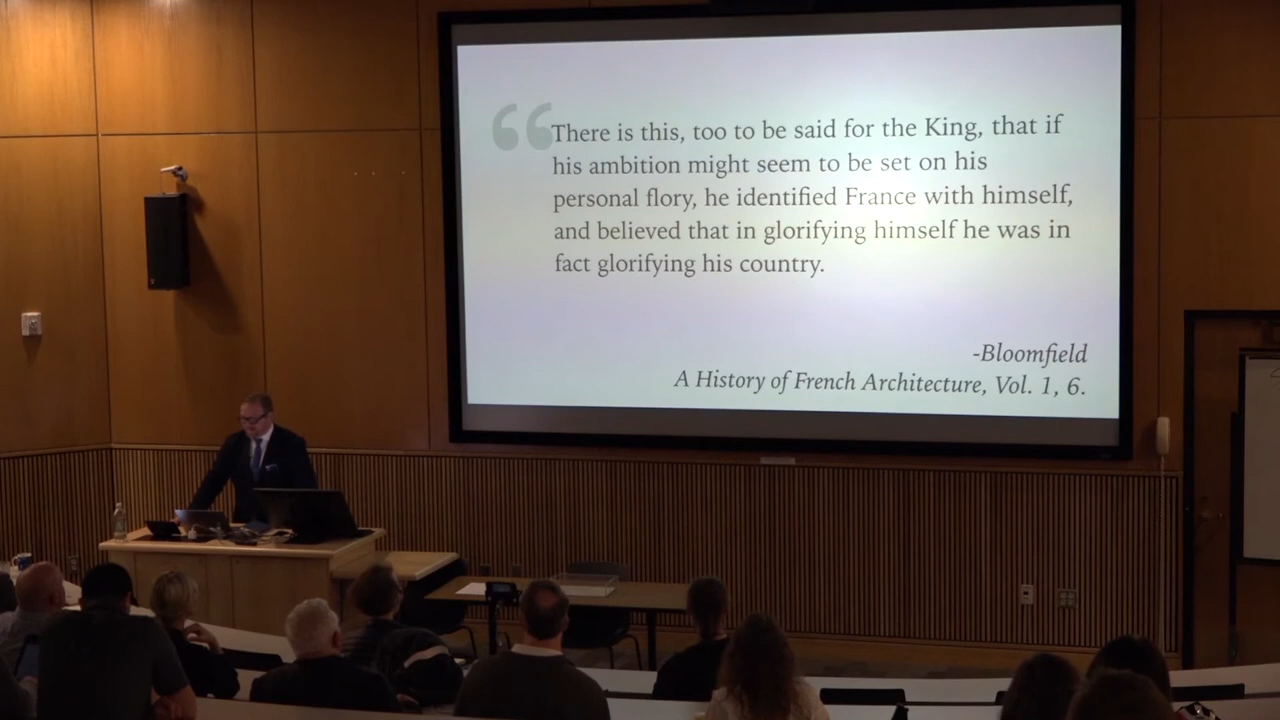 “There is this, too to be said for the King, that if
his ambition might seem to be set on his
personal flory, he identified France with himself,
and believed that in glorifying himself he was in
fact glorifying his country.
-Bloomfield
A History of French Architecture, Vol. 1, 6.